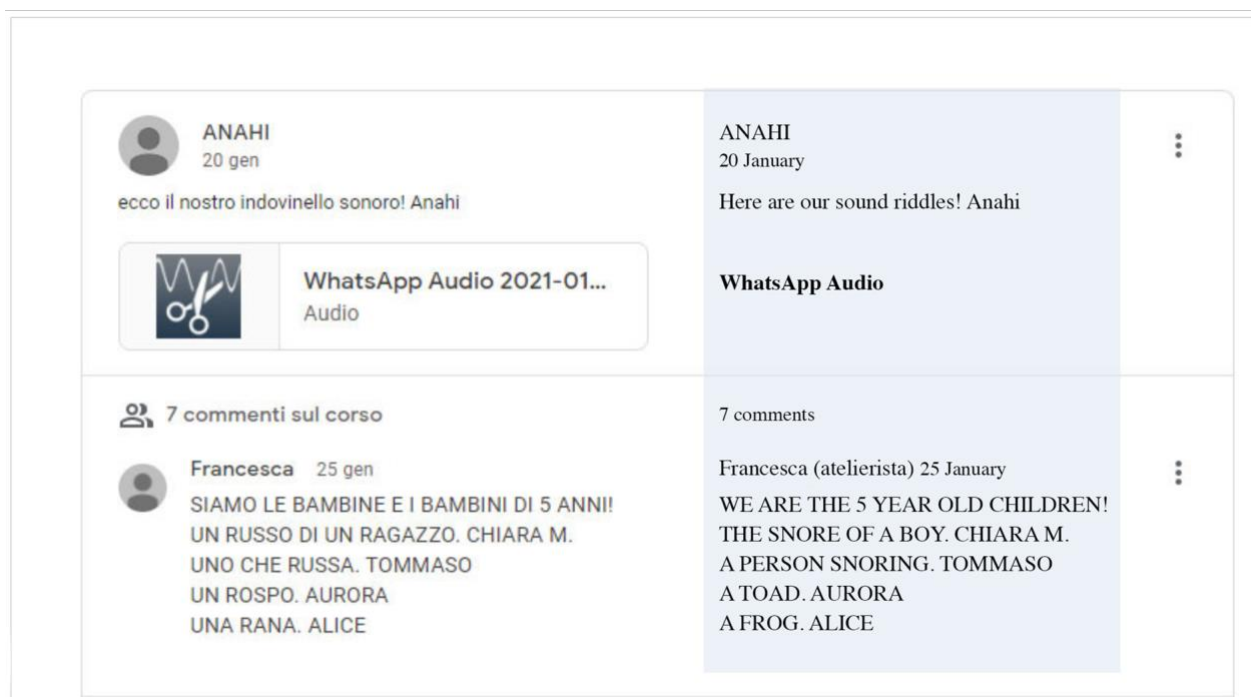 ANAHI
20 gen
ecco il nostro indovinello sonoro! Anahi
WhatsApp Audio 2021-01...
Audio
7 commenti sul corso
Francesca 25 gen
SIAMO LE BAMBINE E I BAMBINI DI 5 ANNI!
UN RUSSO DI UN RAGAZZO. CHIARA M.
UNO CHE RUSSA. TOMMASO
UN ROSPO. AURORA
UNA RANA. ALICE
ANAHI
20 January
Here are our sound riddles! Anahi
WhatsApp Audio
7 comments
Francesca (atelierista) 25 January
WE ARE THE 5 YEAR OLD CHILDREN!
THE SNORE OF A BOY. CHIARA M.
A PERSON SNORING. TOMMASO
A TOAD. AURORA
A FROG. ALICE